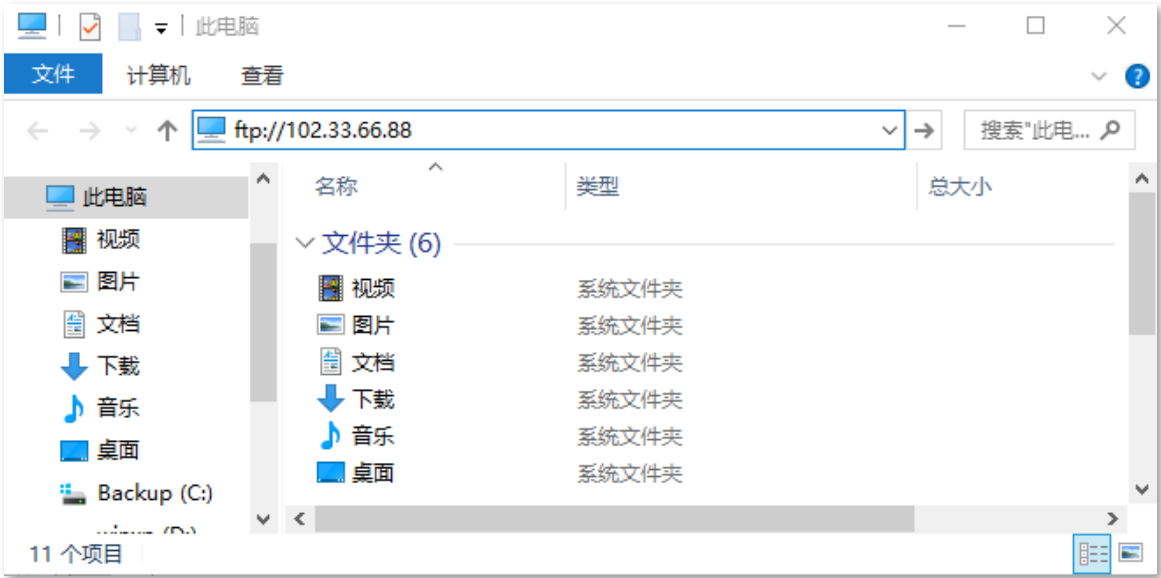 此电脑
文件 计算机 查看
ftp://102.33.66.88 搜索"此电...
此电脑
视频
图片
文档
下载
音乐
桌面
Backup (C:)
名称 类型 总大小
文件夹 (6)
视频 系统文件夹
图片 系统文件夹
文档 系统文件夹
下载 系统文件夹
音乐 系统文件夹
桌面 系统文件夹
11 个项目